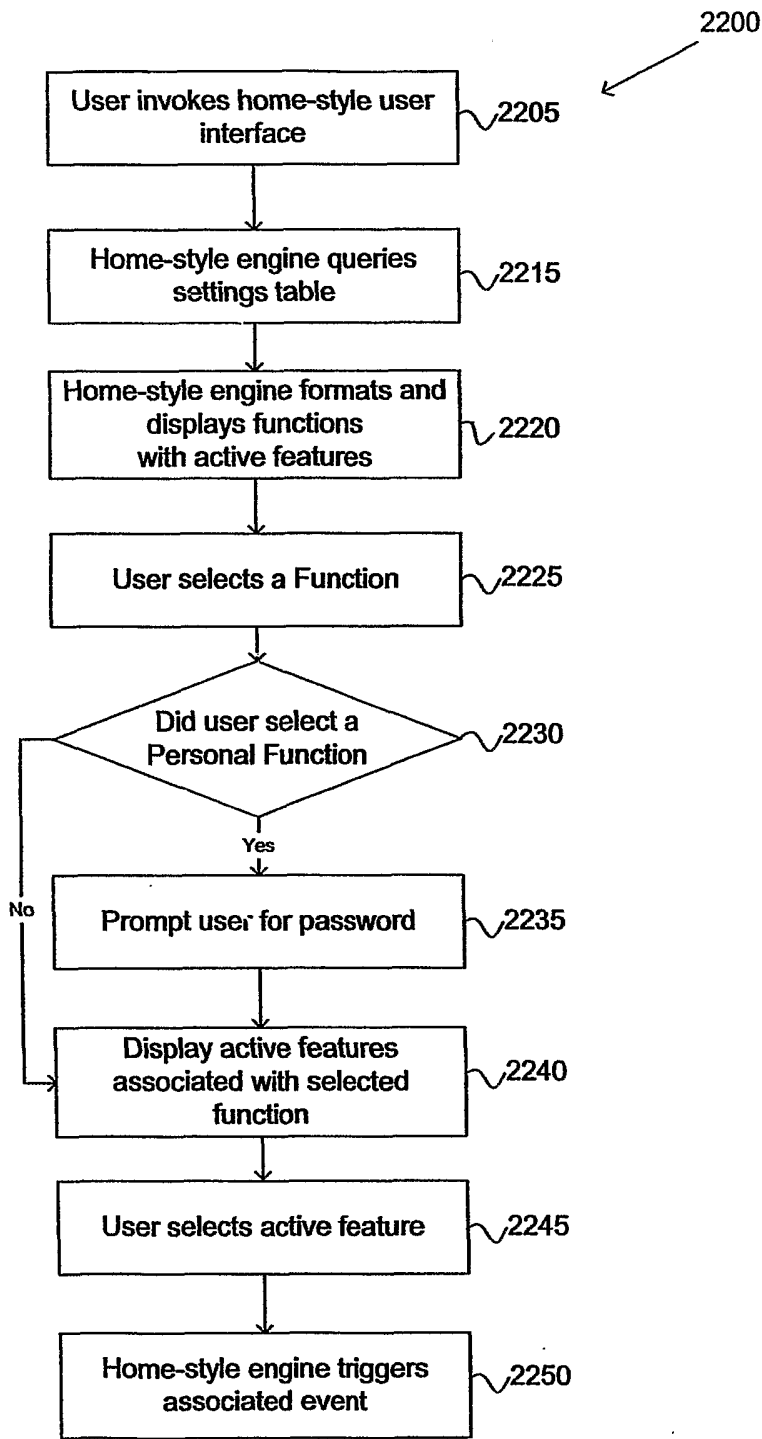 2200
User invokes home-style user
interface
2205
Home-style engine queries
settings table
2215
Home-style engine formats and
displays functions
with active features
2220
User selects a Function
2225
Did user select a
Personal Function
2230
Yes
No
Prompt user for password
2235
Display active features
associated with selected
function
2240
User selects active feature
2245
Home-style engine triggers
associated event
2250